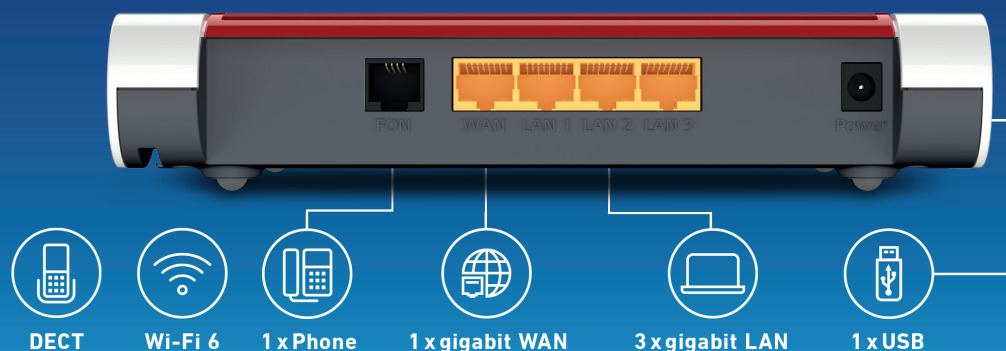 FON WAN LAN 1 LAN 2 LAN 3 Power
DECT Wi-Fi 6 1 x Phone 1 x gigabit WAN 3 x gigabit LAN 1 x USB